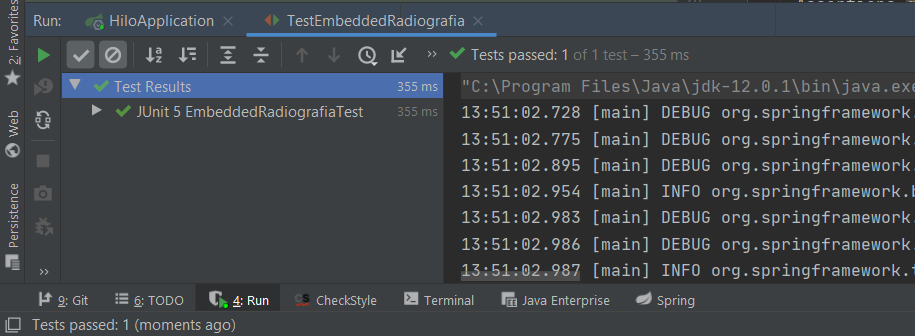 Run: HiloApplication × TestEmbeddedRadiografia ×
2: Favorites
Web
Persistence
» Tests passed: 1 of 1 test – 355 ms
Test Results 355 ms
JUnit 5 EmbeddedRadiografiaTest 355 ms
"C:\Program Files\Java\jdk-12.0.1\bin\java.exe
13:51:02.728 [main] DEBUG org.springframework.
13:51:02.775 [main] DEBUG org.springframework.
13:51:02.895 [main] DEBUG org.springframework.
13:51:02.954 [main] INFO org.springframework.b
13:51:02.983 [main] DEBUG org.springframework.
13:51:02.986 [main] DEBUG org.springframework.
13:51:02.987 [main] INFO org.springframework.
»
9: Git 6: TODO 4: Run CS CheckStyle Terminal Java Enterprise Spring
Tests passed: 1 (moments ago)